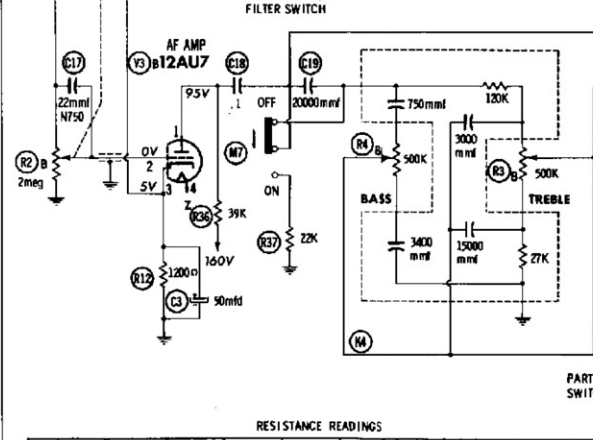 FILTER SWITCH
C17
22mmf
N750
V3 B 12AU7
AF AMP
95V
C18
.1
C19
20000mmf
OFF
M7
ON
750mmf
120K
3000
mmf
R4 B
500K
R3 B
500K
BASS
TREBLE
R2 B
2meg
0V
5V
1
2
3
4
Z
R36
39K
160V
R37
22K
3400
mmf
15000
mmf
27K
R12
1200Ω
C3
50mfd
K4
PART
SWIT
RESISTANCE READINGS